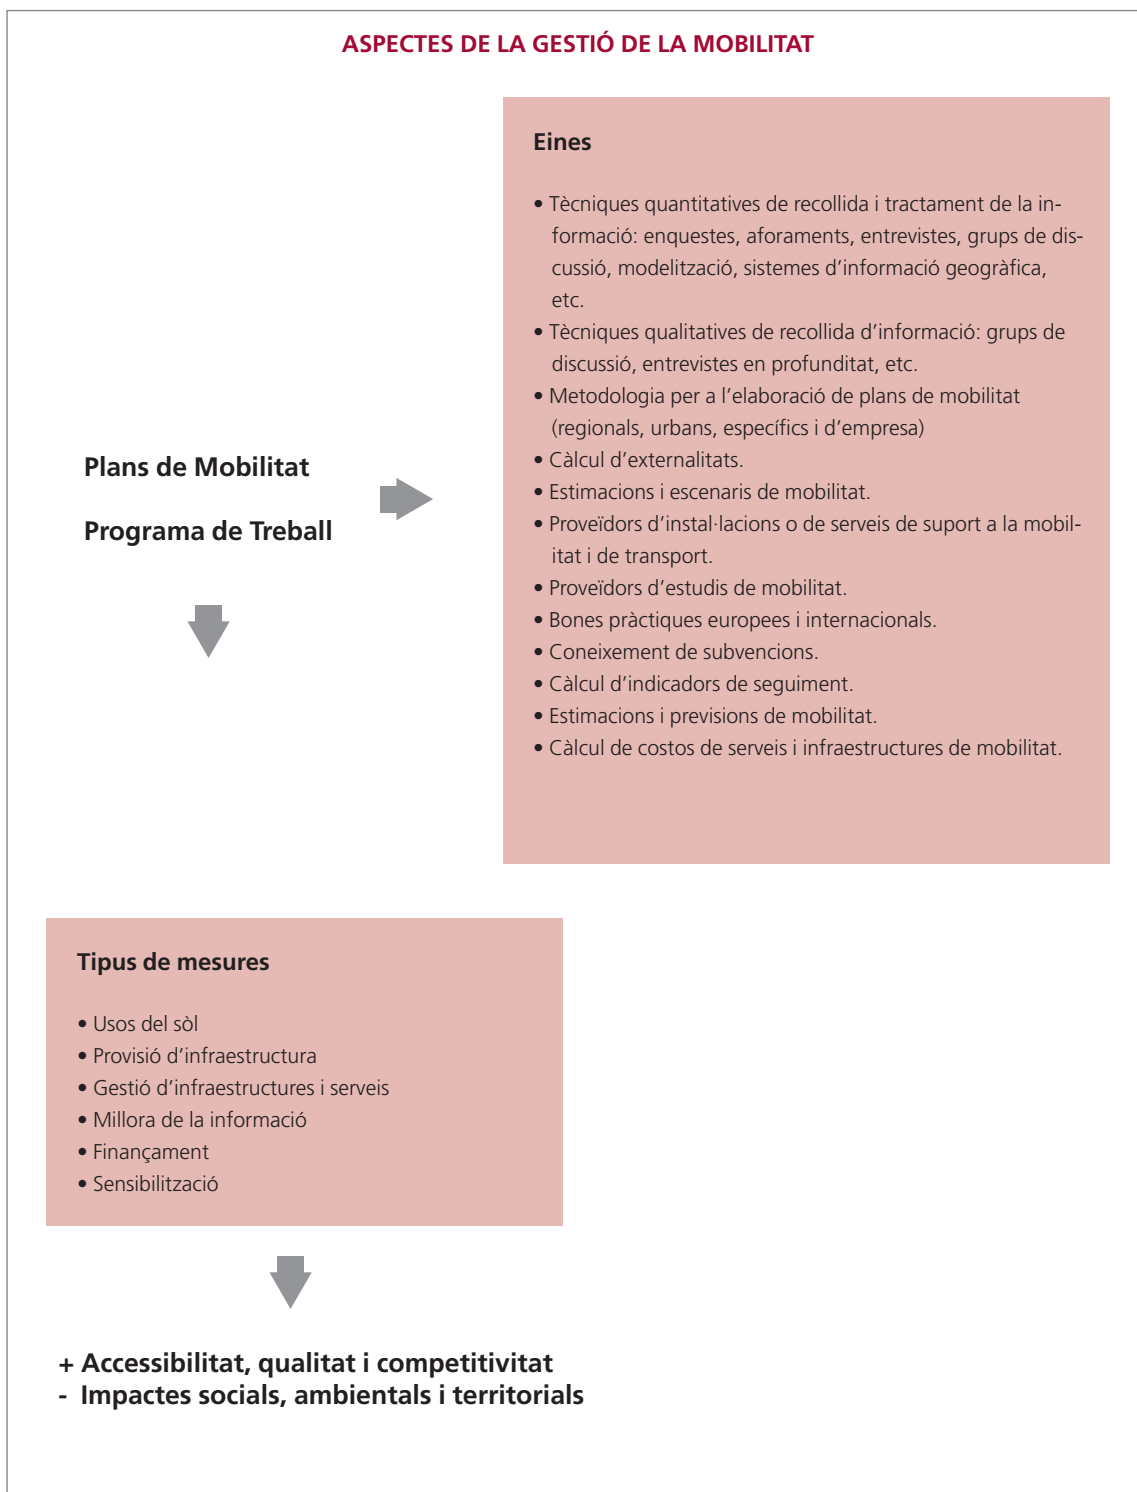 ASPECTES DE LA GESTIÓ DE LA MOBILITAT
Eines
• Tècniques quantitatives de recollida i tractament de la in-
formació: enquestes, aforaments, entrevistes, grups de dis-
cussió, modelització, sistemes d’informació geogràfica,
etc.
• Tècniques qualitatives de recollida d’informació: grups de
discussió, entrevistes en profunditat, etc.
• Metodologia per a l’elaboració de plans de mobilitat
(regionals, urbans, específics i d’empresa)
• Càlcul d’externalitats.
• Estimacions i escenaris de mobilitat.
• Proveïdors d’instal·lacions o de serveis de suport a la mobil-
itat i de transport.
• Proveïdors d’estudis de mobilitat.
• Bones pràctiques europees i internacionals.
• Coneixement de subvencions.
• Càlcul d’indicadors de seguiment.
• Estimacions i previsions de mobilitat.
• Càlcul de costos de serveis i infraestructures de mobilitat.
Plans de Mobilitat
Programa de Treball
Tipus de mesures
• Usos del sòl
• Provisió d’infraestructura
• Gestió d’infraestructures i serveis
• Millora de la informació
• Finançament
• Sensibilització
+ Accessibilitat, qualitat i competitivitat
- Impactes socials, ambientals i territorials